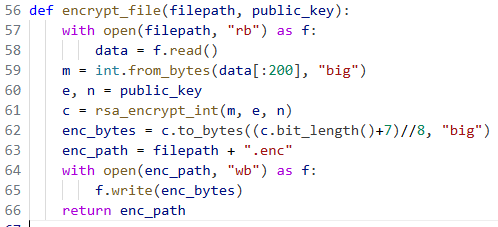 56 def encrypt_file(filepath, public_key):
57     with open(filepath, "rb") as f:
58         data = f.read()
59     m = int.from_bytes(data[:200], "big")
60     e, n = public_key
61     c = rsa_encrypt_int(m, e, n)
62     enc_bytes = c.to_bytes((c.bit_length()+7)//8, "big")
63     enc_path = filepath + ".enc"
64     with open(enc_path, "wb") as f:
65         f.write(enc_bytes)
66     return enc_path